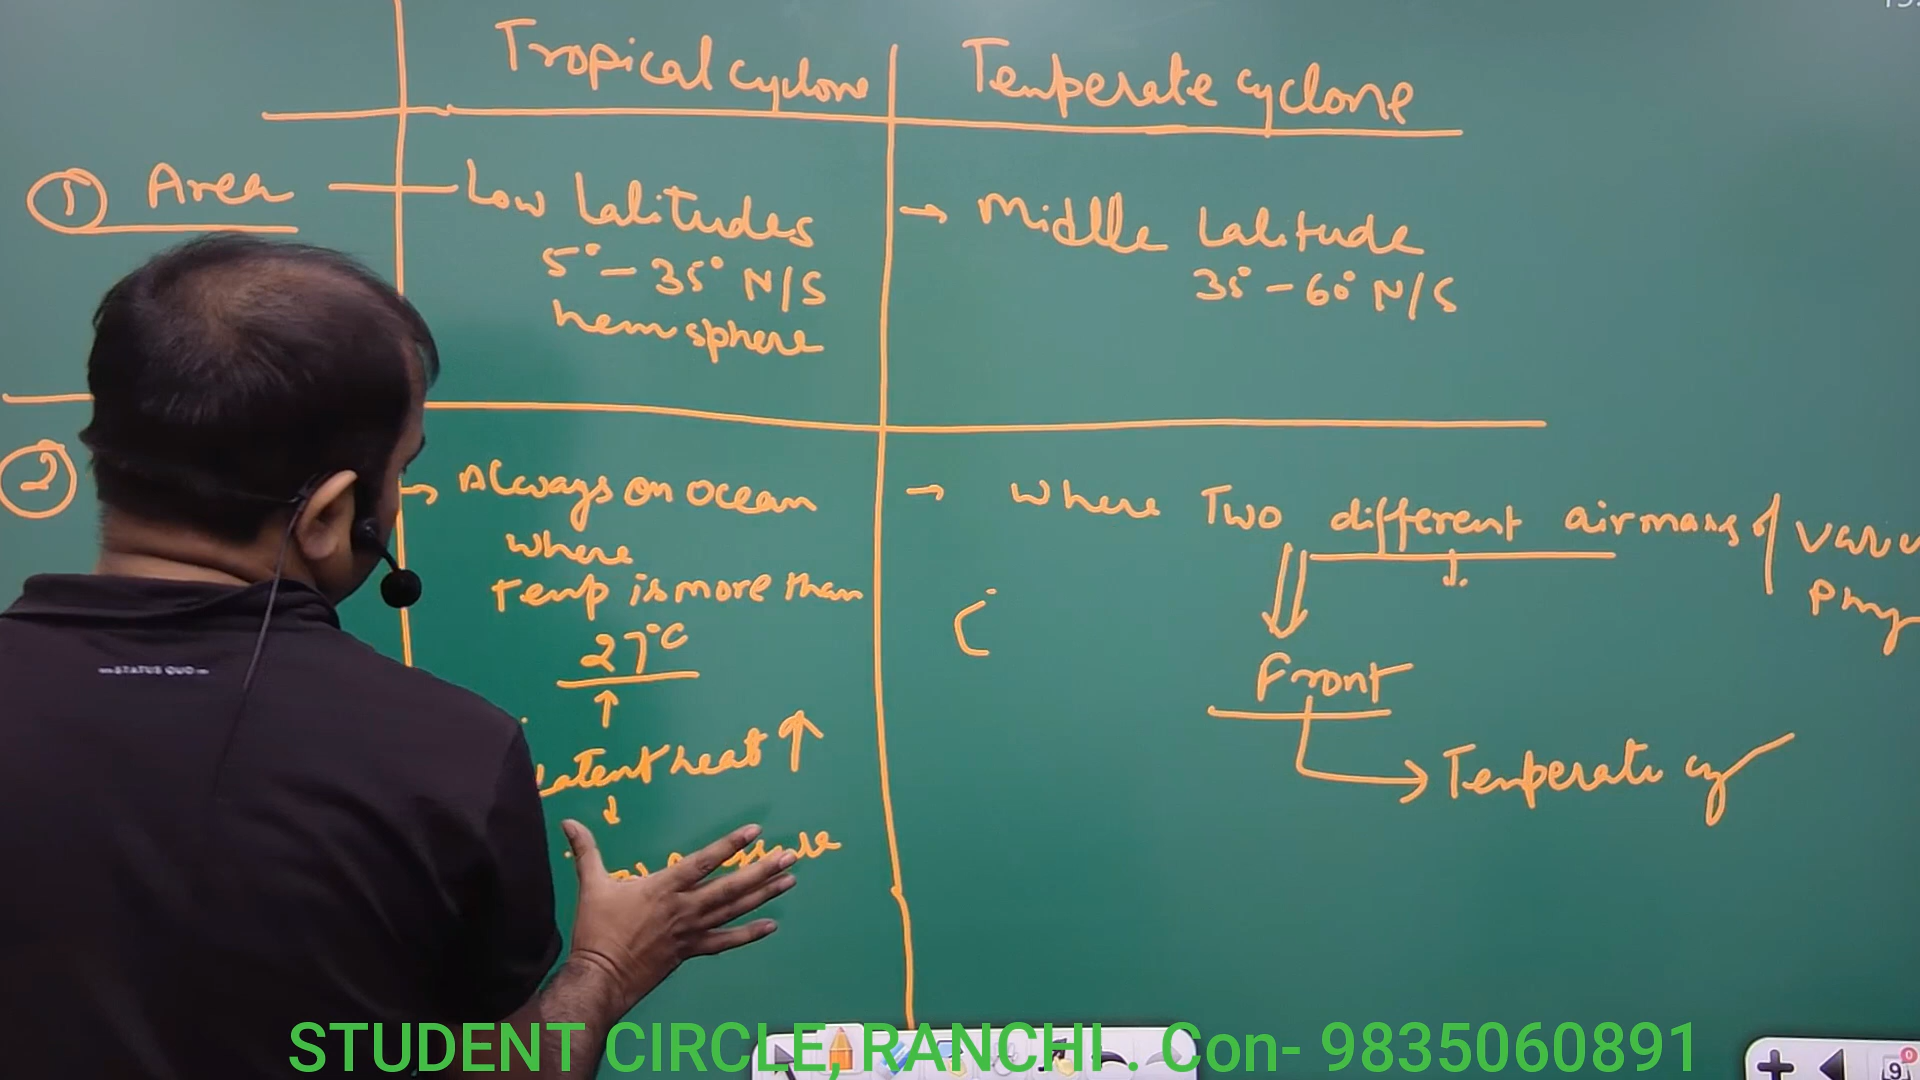 Tropical cyclone
Temperate cyclone
① Area
Low Latitudes
5° – 35° N/S
hemisphere
→ Middle Latitude
35° – 60° N/S
②
→ Always on ocean
where
temp is more than
27°C
↑
Latent heat ↑
↓
→ Where Two different airmass of
Front
→ Temperate cy
STATUS QUO
STUDENT CIRCLE, RANCHI . Con- 9835060891